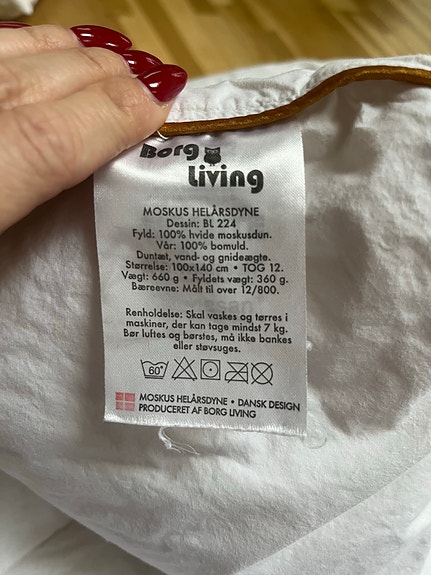 Borg
Living
MOSKUS HELÅRSDYNE
Dessin: BL 224
Fyld: 100% hvide moskusdun.
Vår: 100% bomuld.
Duntæt, vand- og gnideægte.
Størrelse: 100x140 cm • TOG 12.
Vægt: 660 g • Fyldets vægt: 360 g.
Bæreevne: Målt til over 12/800.
Renholdelse: Skal vaskes og tørres i
maskiner, der kan tage mindst 7 kg.
Bør luftes og børstes, må ikke bankes
eller støvsuges.
60°
MOSKUS HELÅRSDYNE • DANSK DESIGN
PRODUCERET AF BORG LIVING